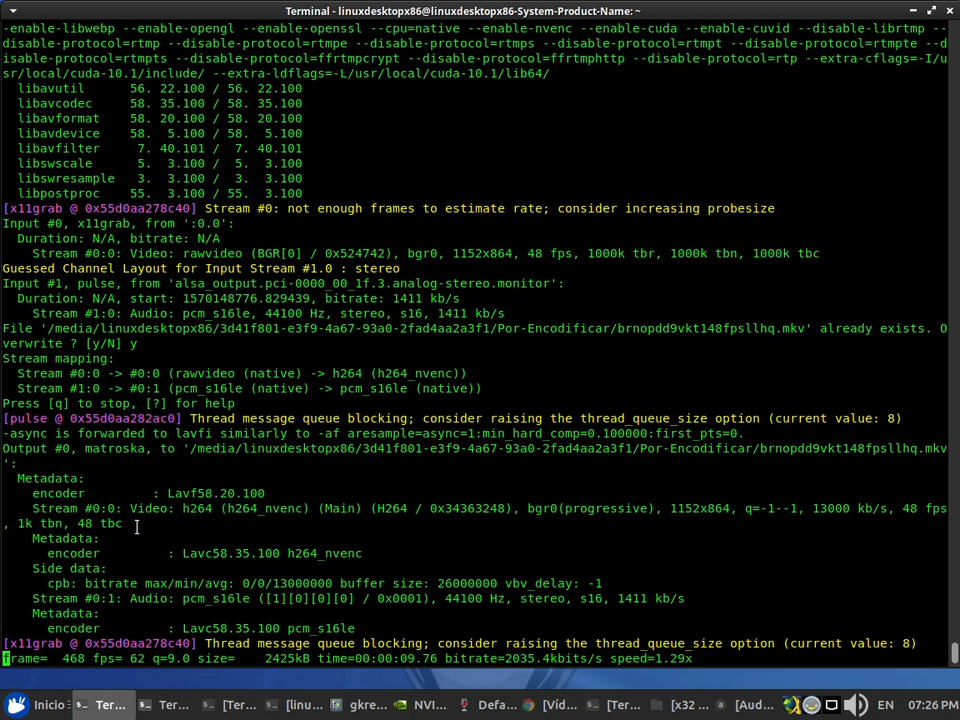 Terminal - linuxdesktopx86@linuxdesktopx86-System-Product-Name: ~
-enable-libwebp --enable-opengl --enable-openssl --cpu=native --enable-nvenc --enable-cuda --enable-cuvid --disable-librtmp --
disable-protocol=rtmp --disable-protocol=rtmpe --disable-protocol=rtmps --disable-protocol=rtmpt --disable-protocol=rtmpte --d
isable-protocol=rtmpts --disable-protocol=ffrtmpcrypt --disable-protocol=ffrtmphttp --disable-protocol=rtp --extra-cflags=-I/u
sr/local/cuda-10.1/include/ --extra-ldflags=-L/usr/local/cuda-10.1/lib64/
libavutil 56. 22.100 / 56. 22.100
libavcodec 58. 35.100 / 58. 35.100
libavformat 58. 20.100 / 58. 20.100
libavdevice 58. 5.100 / 58. 5.100
libavfilter 7. 40.101 / 7. 40.101
libswscale 5. 3.100 / 5. 3.100
libswresample 3. 3.100 / 3. 3.100
libpostproc 55. 3.100 / 55. 3.100
[x11grab @ 0x55d0aa278c40] Stream #0: not enough frames to estimate rate; consider increasing probesize
Input #0, x11grab, from ':0.0':
Duration: N/A, bitrate: N/A
Stream #0:0: Video: rawvideo (BGR[0] / 0x524742), bgr0, 1152x864, 48 fps, 1000k tbr, 1000k tbn, 1000k tbc
Guessed Channel Layout for Input Stream #1.0 : stereo
Input #1, pulse, from 'alsa_output.pci-0000_00_1f.3.analog-stereo.monitor':
Duration: N/A, start: 1570148776.829439, bitrate: 1411 kb/s
Stream #1:0: Audio: pcm_s16le, 44100 Hz, stereo, s16, 1411 kb/s
File '/media/linuxdesktopx86/3d41f801-e3f9-4a67-93a0-2fad4aa2a3f1/Por-Encodificar/brnopdd9vkt148fpsllhq.mkv' already exists. O
verwrite ? [y/N] y
Stream mapping:
Stream #0:0 -> #0:0 (rawvideo (native) -> h264 (h264_nvenc))
Stream #1:0 -> #0:1 (pcm_s16le (native) -> pcm_s16le (native))
Press [q] to stop, [?] for help
[pulse @ 0x55d0aa282ac0] Thread message queue blocking; consider raising the thread_queue_size option (current value: 8)
-async is forwarded to lavfi similarly to -af aresample=async=1:min_hard_comp=0.100000:first_pts=0.
Output #0, matroska, to '/media/linuxdesktopx86/3d41f801-e3f9-4a67-93a0-2fad4aa2a3f1/Por-Encodificar/brnopdd9vkt148fpsllhq.mkv
':
Metadata:
encoder : Lavf58.20.100
Stream #0:0: Video: h264 (h264_nvenc) (Main) (H264 / 0x34363248), bgr0(progressive), 1152x864, q=-1--1, 13000 kb/s, 48 fps
, 1k tbn, 48 tbc
Metadata:
encoder : Lavc58.35.100 h264_nvenc
Side data:
cpb: bitrate max/min/avg: 0/0/13000000 buffer size: 26000000 vbv_delay: -1
Stream #0:1: Audio: pcm_s16le ([1][0][0][0] / 0x0001), 44100 Hz, stereo, s16, 1411 kb/s
Metadata:
encoder : Lavc58.35.100 pcm_s16le
[x11grab @ 0x55d0aa278c40] Thread message queue blocking; consider raising the thread_queue_size option (current value: 8)
frame= 468 fps= 62 q=9.0 size= 2425kB time=00:00:09.76 bitrate=2035.4kbits/s speed=1.29x
Inicio Ter... Ter... [Ter... [linu... gkre... NVI... Defa... [Víd... [Ter... [x32 ... [Aud... EN 07:26 PM